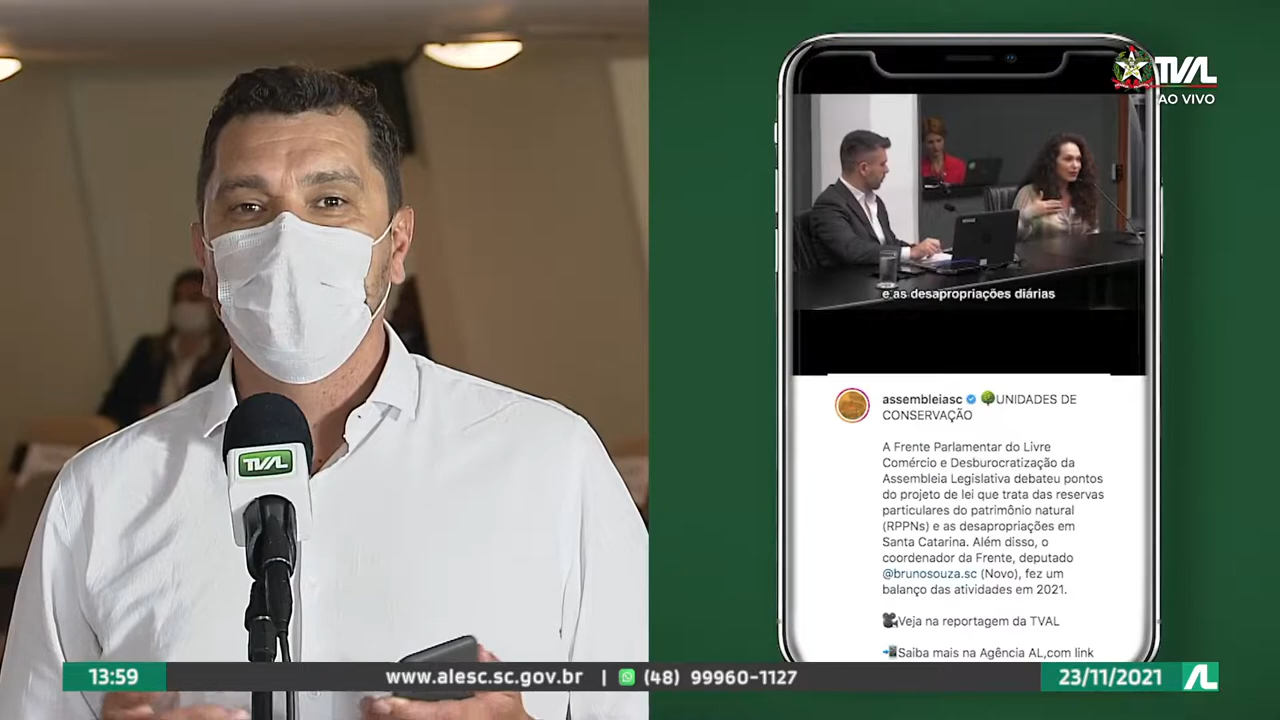 TVAL
AO VIVO
TVAL
e as desapropriações diárias
assembleiasc UNIDADES DE
CONSERVAÇÃO
A Frente Parlamentar do Livre
Comércio e Desburocratização da
Assembleia Legislativa debateu pontos
do projeto de lei que trata das reservas
particulares do patrimônio natural
(RPPNs) e as desapropriações em
Santa Catarina. Além disso, o
coordenador da Frente, deputado
@brunosouza.sc (Novo), fez um
balanço das atividades em 2021.
Veja na reportagem da TVAL
Saiba mais na Agência AL,com link
13:59
www.alesc.sc.gov.br | (48) 99960-1127
23/11/2021
AL